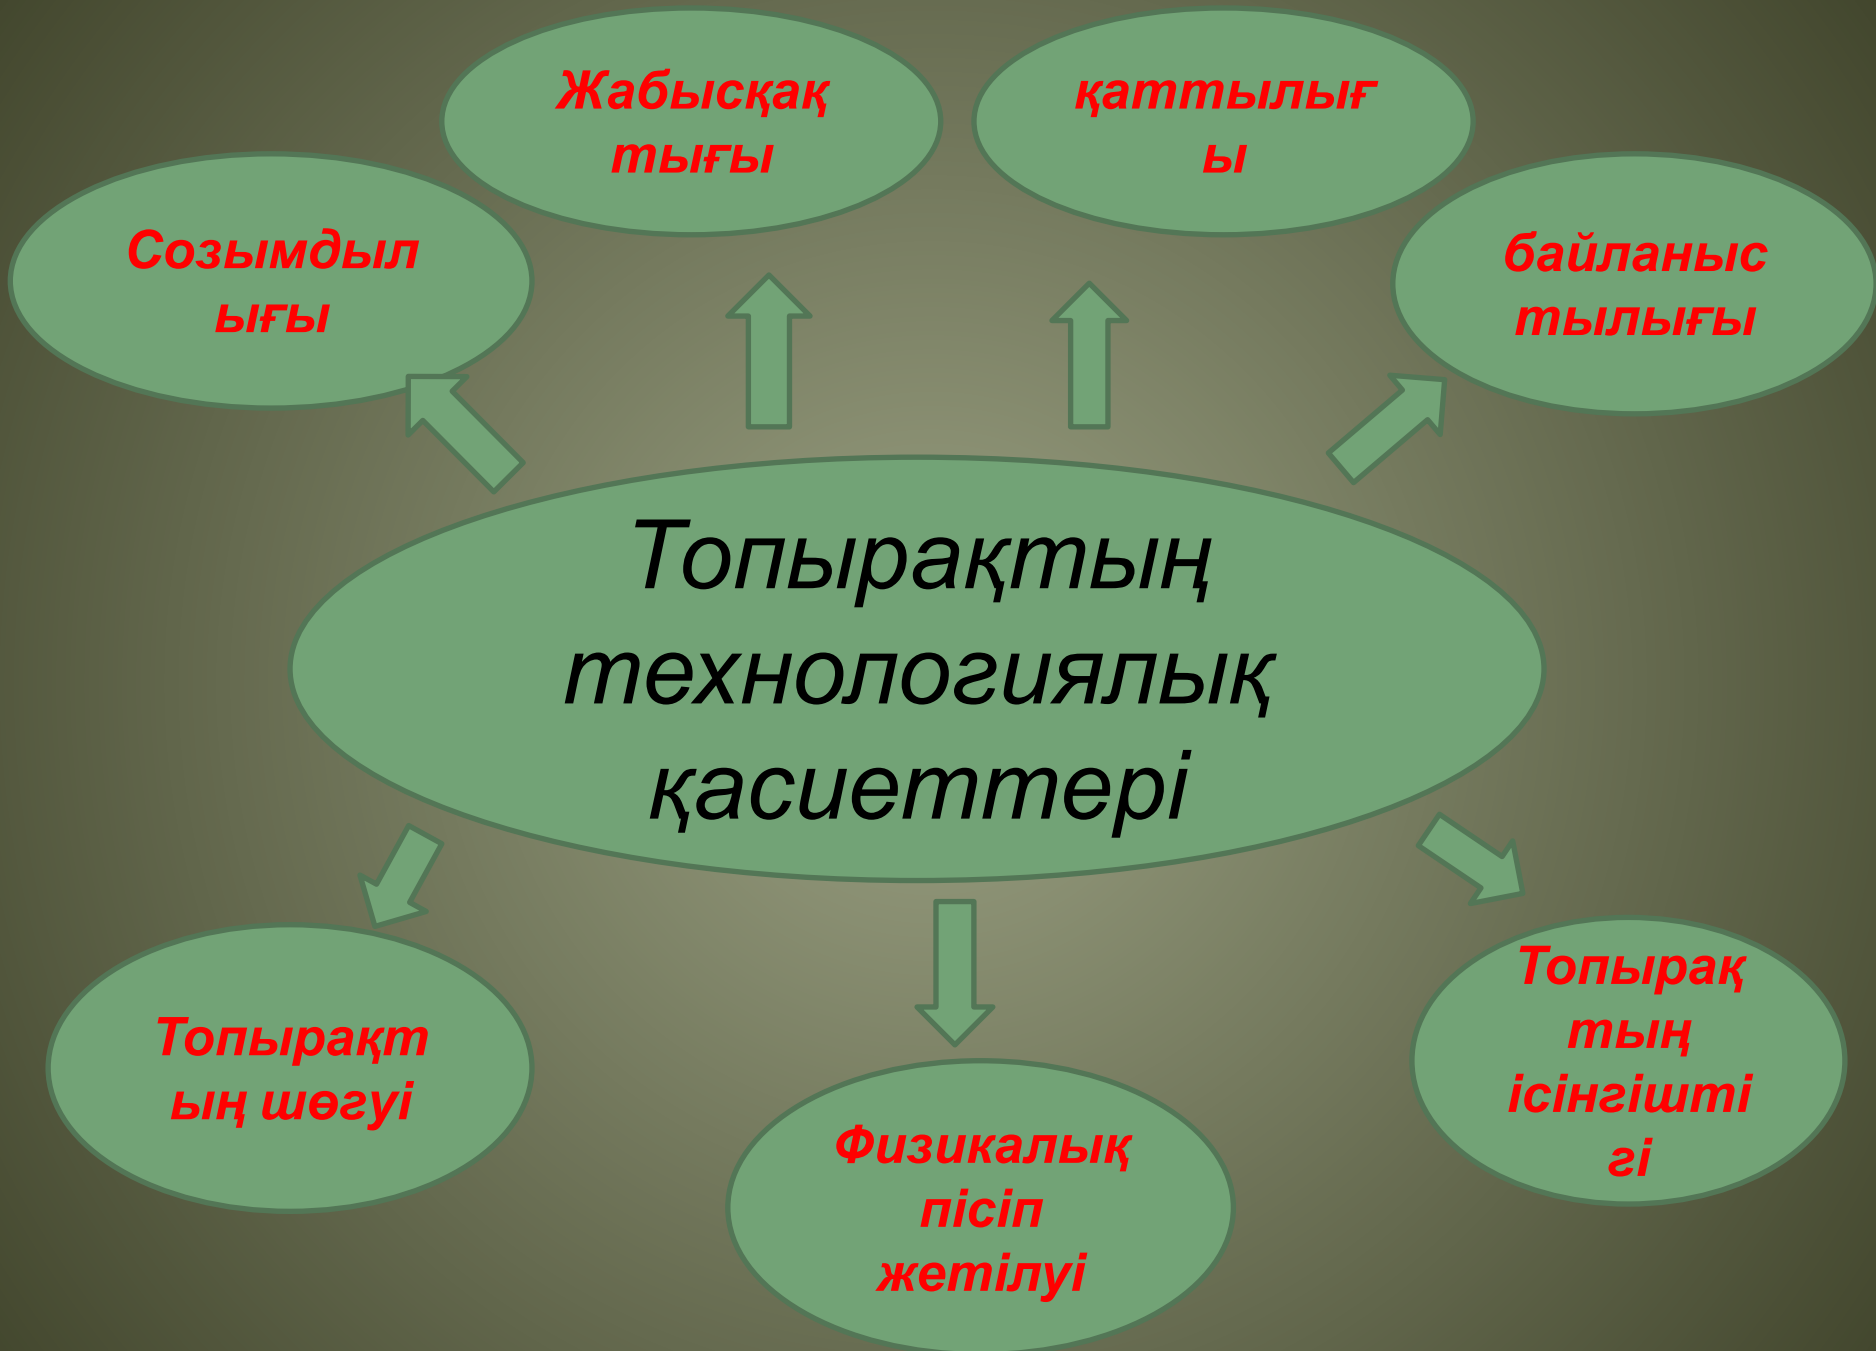 Жабысқақ
тығы
қаттылығ
ы
Созымдыл
ығы
байланыс
тылығы
Топырақтың
технологиялық
қасиеттері
Топырақт
ың шөгуі
Физикалық
пісіп
жетілуі
Топырақ
тың
ісінгішті
гі